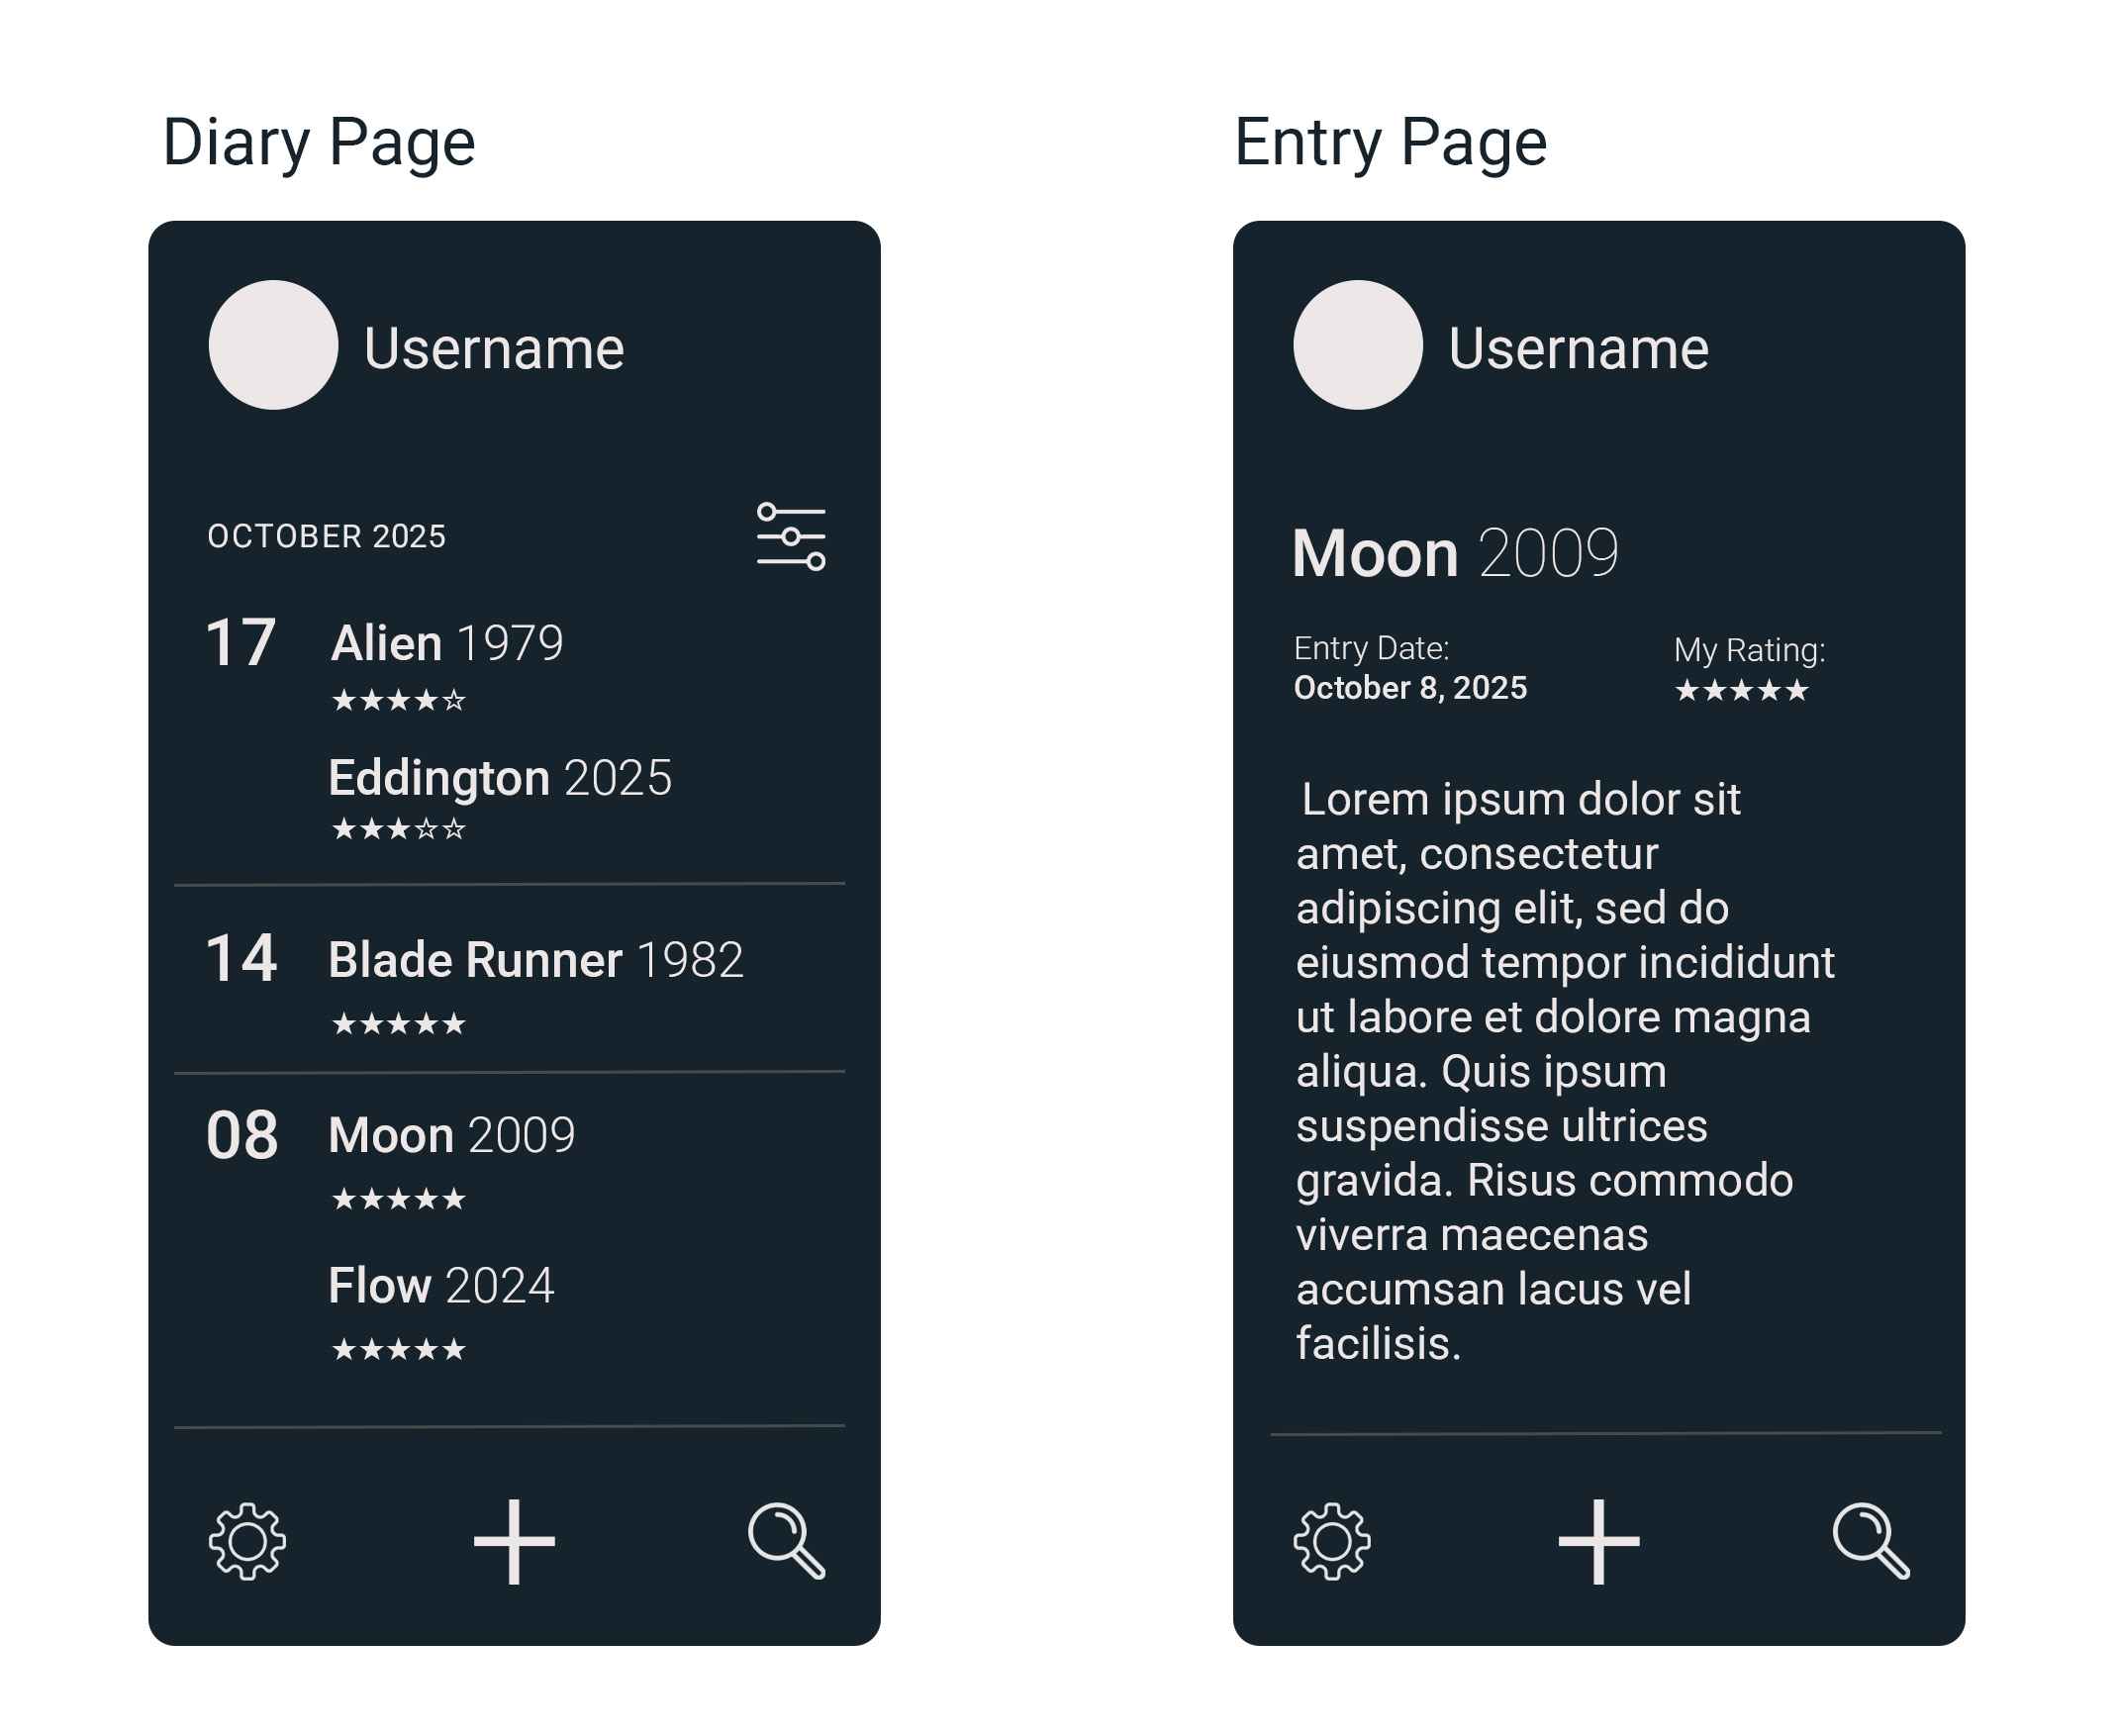 Diary Page
Username
OCTOBER 2025
17 Alien 1979
★★★★☆
Eddington 2025
★★★☆☆
14 Blade Runner 1982
★★★★★
08 Moon 2009
★★★★★
Flow 2024
★★★★★
Entry Page
Username
Moon 2009
Entry Date:
October 8, 2025
My Rating:
★★★★★
Lorem ipsum dolor sit
amet, consectetur
adipiscing elit, sed do
eiusmod tempor incididunt
ut labore et dolore magna
aliqua. Quis ipsum
suspendisse ultrices
gravida. Risus commodo
viverra maecenas
accumsan lacus vel
facilisis.